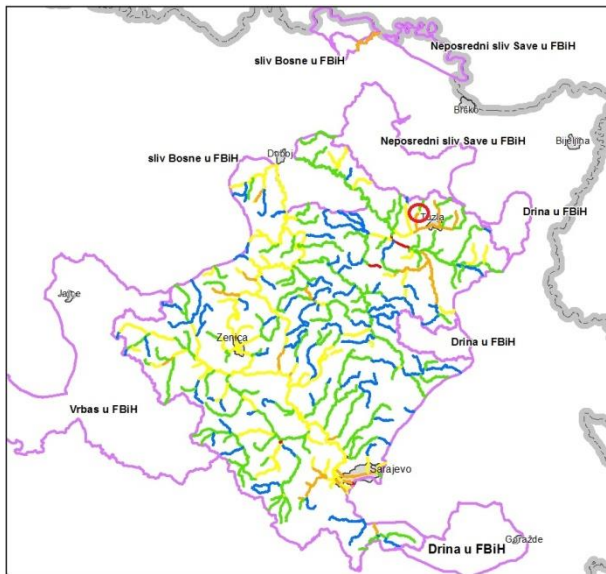 Neposredni sliv Save u FBiH
sliv Bosne u FBiH
Brčko
Neposredni sliv Save u FBiH
Bijeljina
Doboj
sliv Bosne u FBiH
Drina u FBiH
Tuzla
Jajce
Zenica
Drina u FBiH
Vrbas u FBiH
Sarajevo
Drina u FBiH
Goražde